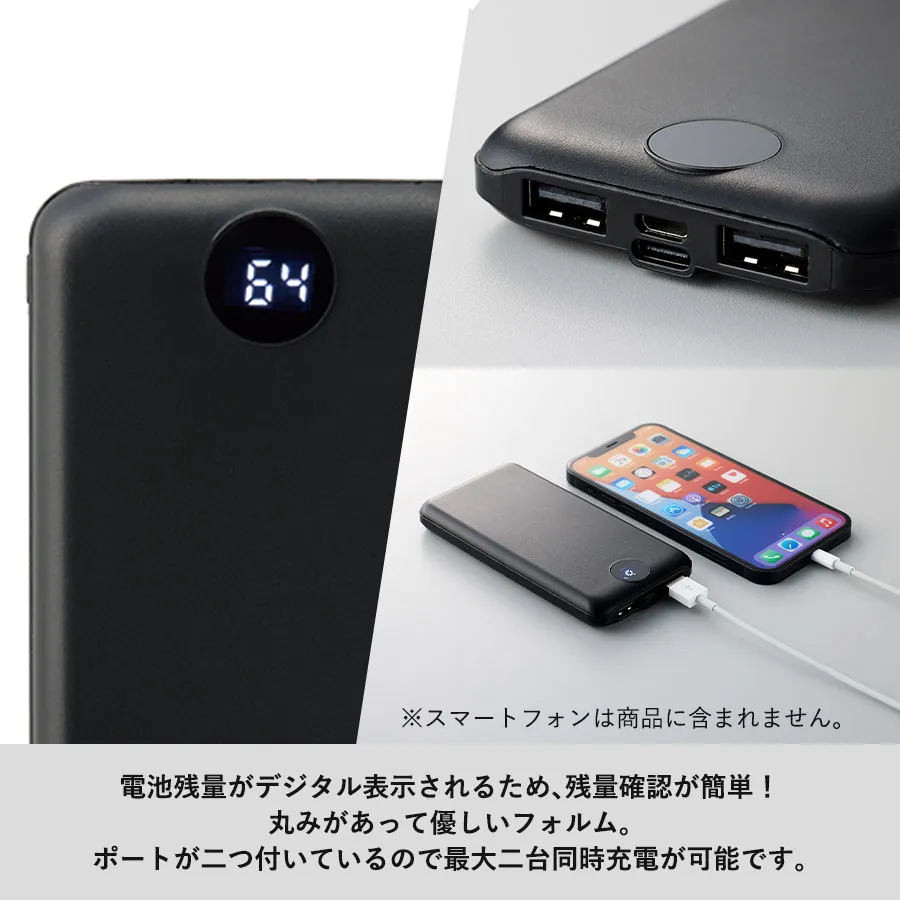 64
※スマートフォンは商品に含まれません。
電池残量がデジタル表示されるため、残量確認が簡単！
丸みがあって優しいフォルム。
ポートが二つ付いているので最大二台同時充電が可能です。